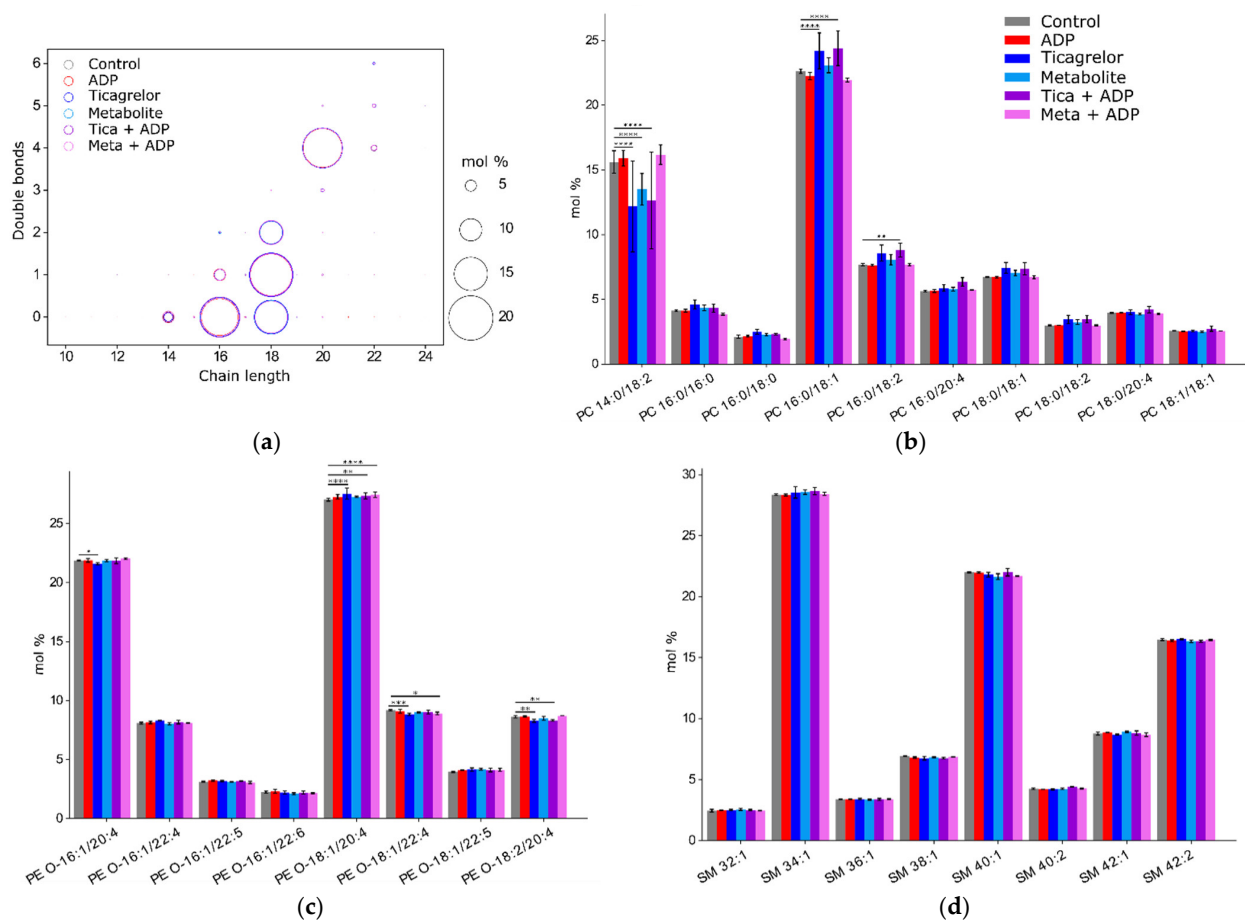 Control
ADP
Ticagrelor
Metabolite
Tica + ADP
Meta + ADP
Double bonds
6
5
4
3
2
1
0
10 12 14 16 18 20 22 24
Chain length
mol %
5
10
15
20
(a)
Control
ADP
Ticagrelor
Metabolite
Tica + ADP
Meta + ADP
mol %
25
20
15
10
5
0
****
****
****
****
****
**
PC 14:0/18:2
PC 16:0/16:0
PC 16:0/18:0
PC 16:0/18:1
PC 16:0/18:2
PC 16:0/20:4
PC 18:0/18:1
PC 18:0/18:2
PC 18:0/20:4
PC 18:1/18:1
(b)
mol %
25
20
15
10
5
0
*
****
**
****
*
***
**
**
PE O-16:1/20:4
PE O-16:1/22:4
PE O-16:1/22:5
PE O-16:1/22:6
PE O-18:1/20:4
PE O-18:1/22:4
PE O-18:1/22:5
PE O-18:2/20:4
(c)
mol %
30
25
20
15
10
5
0
SM 32:1
SM 34:1
SM 36:1
SM 38:1
SM 40:1
SM 40:2
SM 42:1
SM 42:2
(d)